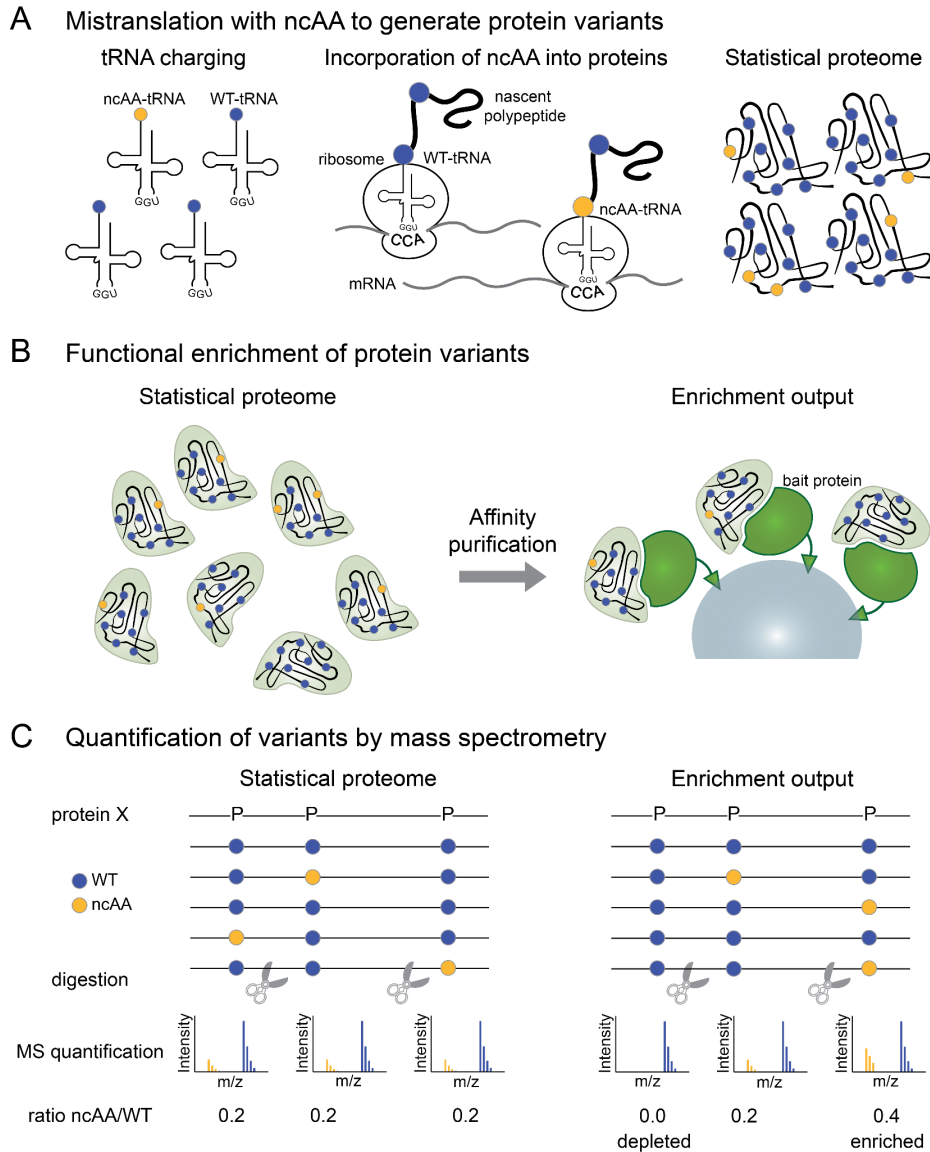 A Mistranslation with ncAA to generate protein variants
tRNA charging
Incorporation of ncAA into proteins
Statistical proteome
ncAA-tRNA
WT-tRNA
GGU
GGU
GGU
GGU
nascent
polypeptide
ribosome
WT-tRNA
GGU
CCA
ncAA-tRNA
GGU
CCA
mRNA
B Functional enrichment of protein variants
Statistical proteome
Enrichment output
Affinity
purification
bait protein
C Quantification of variants by mass spectrometry
Statistical proteome
Enrichment output
protein X
P P P
P P P
WT
ncAA
digestion
MS quantification
Intensity
m/z
Intensity
m/z
Intensity
m/z
Intensity
m/z
Intensity
m/z
Intensity
m/z
ratio ncAA/WT
0.2 0.2 0.2
0.0 0.2 0.4
depleted enriched